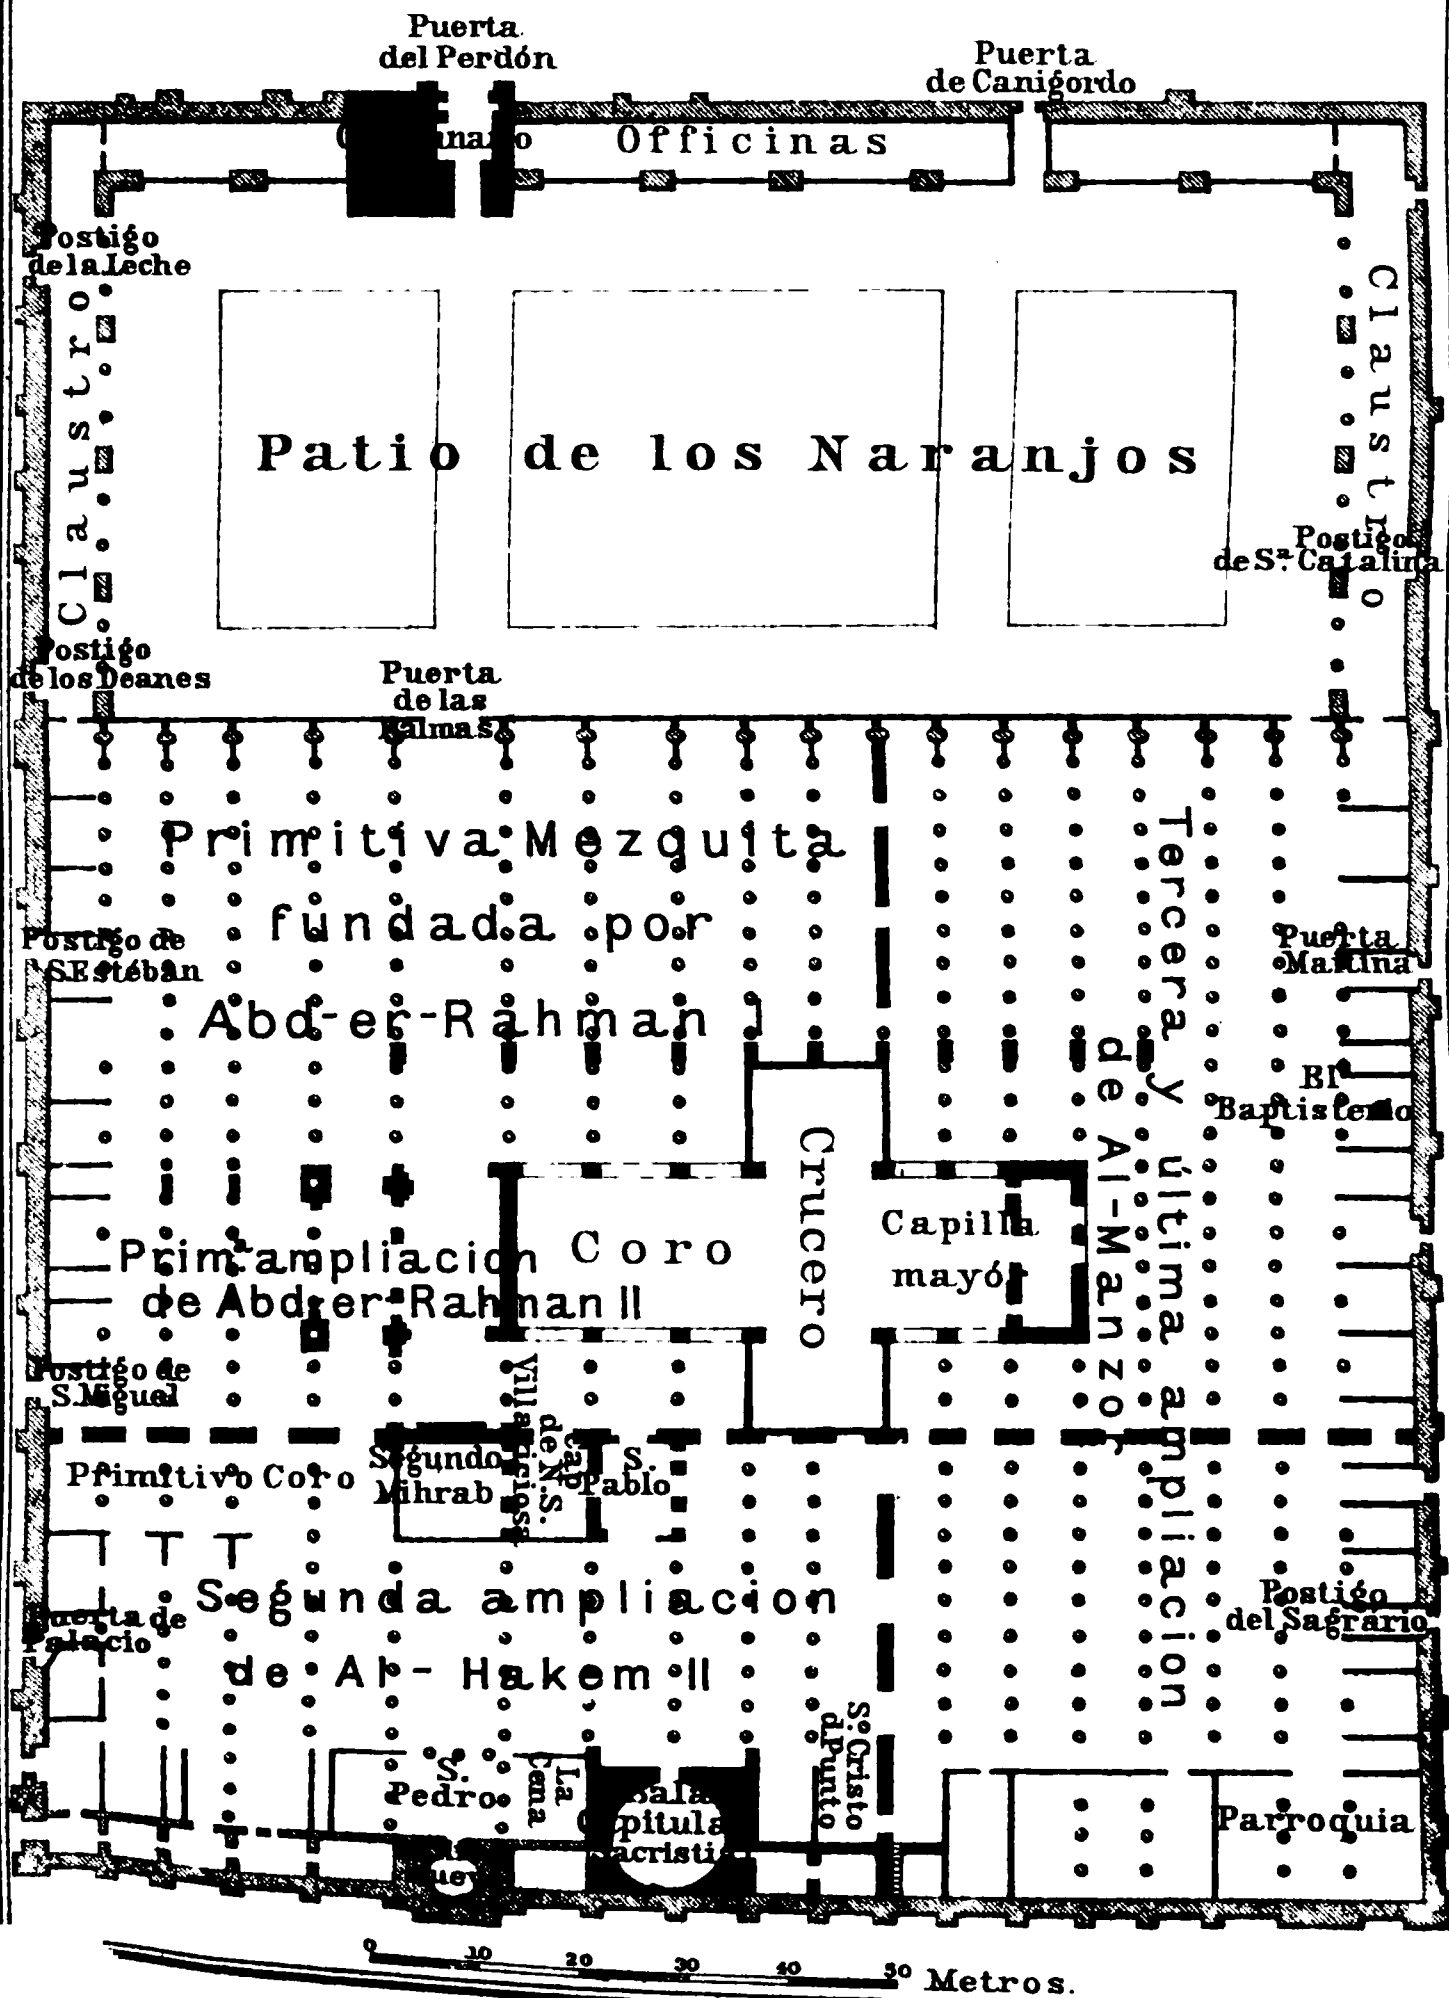 Puerta
del Perdón
Puerta
de Canigordo
Officinas
Postigo
de la Leche
Claustro
Claustro
Patio de los Naranjos
Postigo
de Sª. Catalina
Postigo
de los Deanes
Puerta
de las
Palmas
Primitiva Mezquita
fundada por
Abd-er-Rahman I
Tercera y última ampliacion
de Al-Manzor
Postigo de
S. Estéban
Puerta
Martina
El
Baptisterio
Crucero
Coro
Capilla
mayór
Prim.ª ampliacion
de Abd-er-Rahman II
Postigo de
S. Miguel
Primitivo Coro
Segundo
Mihrab
Cap.
de N.S.
Villaviciosa
S.
Pablo
Segunda ampliacion
de Al-Hakem II
Puerta de
Palacio
Postigo
del Sagrario
Sº. Cristo
d. Punto
S.
Pedro
La
Cena
Sala
Capitular
Sacristia
Parroquia
0 10 20 30 40 50 Metros.